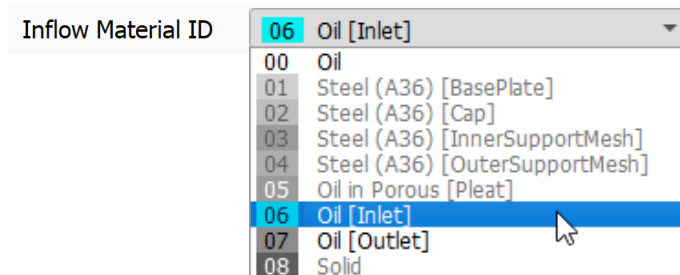 Inflow Material ID 06 Oil [Inlet]
00 Oil
01 Steel (A36) [BasePlate]
02 Steel (A36) [Cap]
03 Steel (A36) [InnerSupportMesh]
04 Steel (A36) [OuterSupportMesh]
05 Oil in Porous [Pleat]
06 Oil [Inlet]
07 Oil [Outlet]
08 Solid